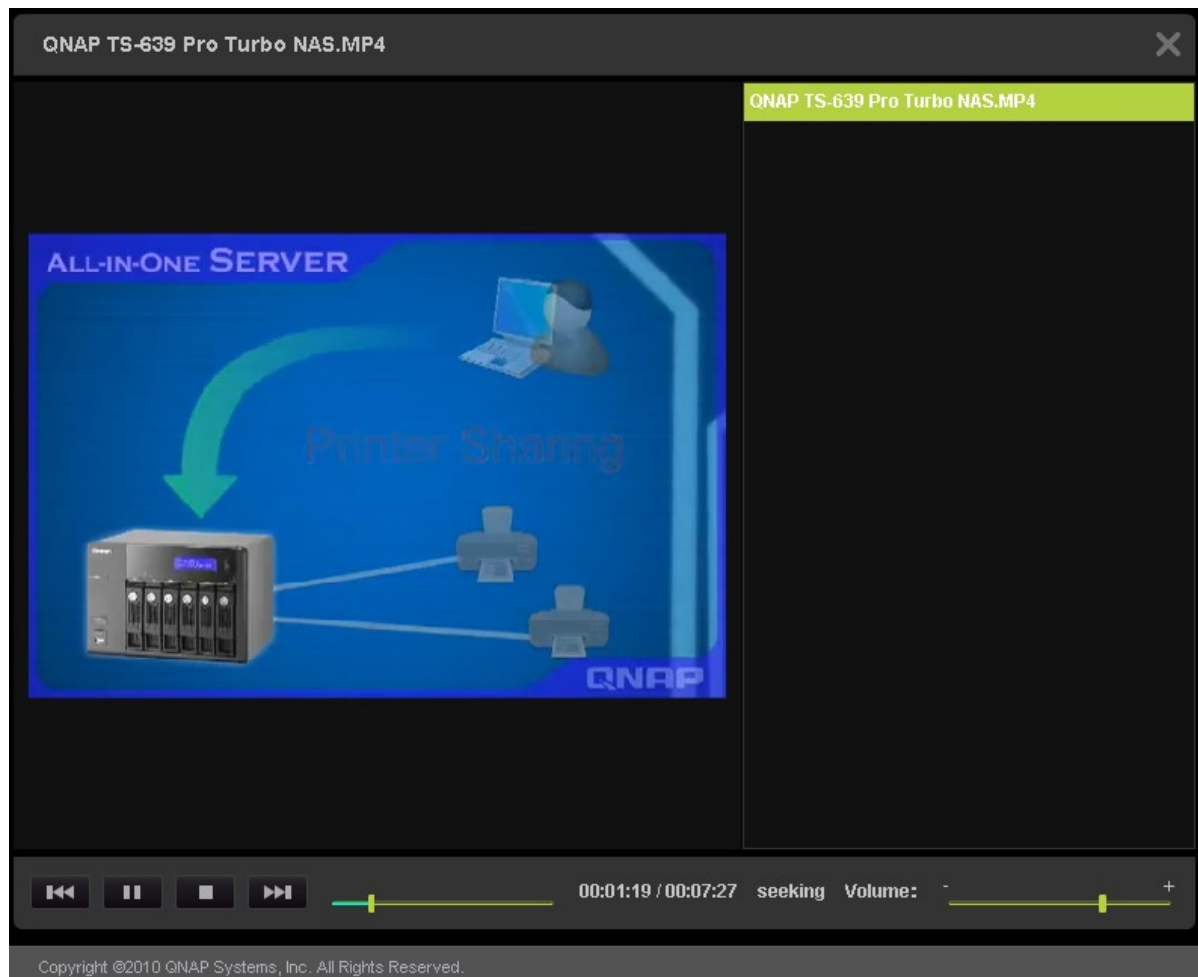 QNAP TS-639 Pro Turbo NAS.MP4
QNAP TS-639 Pro Turbo NAS.MP4
ALL-IN-ONE SERVER
Printer Sharing
QNAP
00:01:19 / 00:07:27 seeking Volume: - +
Copyright ©2010 QNAP Systems, Inc. All Rights Reserved.